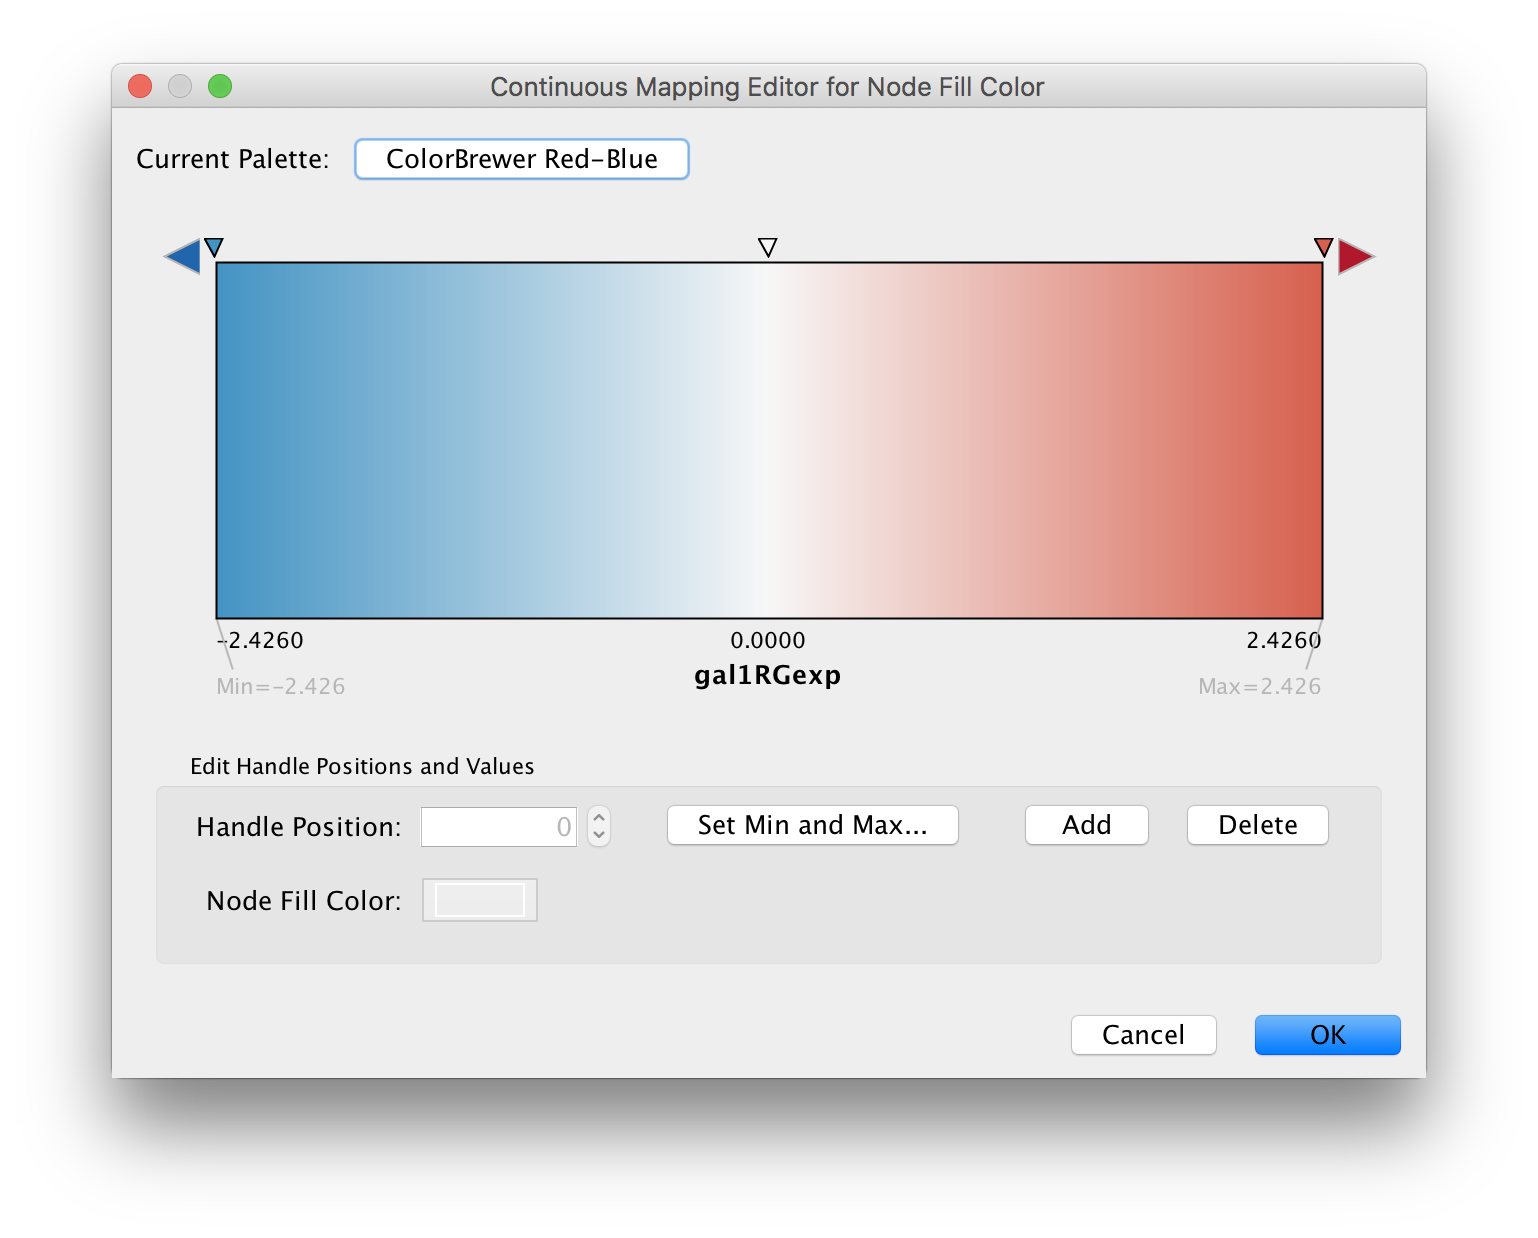 Continuous Mapping Editor for Node Fill Color
Current Palette: ColorBrewer Red-Blue
-2.4260 0.0000 2.4260
gal1RGexp
Min=-2.426 Max=2.426
Edit Handle Positions and Values
Handle Position: 0 Set Min and Max... Add Delete
Node Fill Color:
Cancel OK